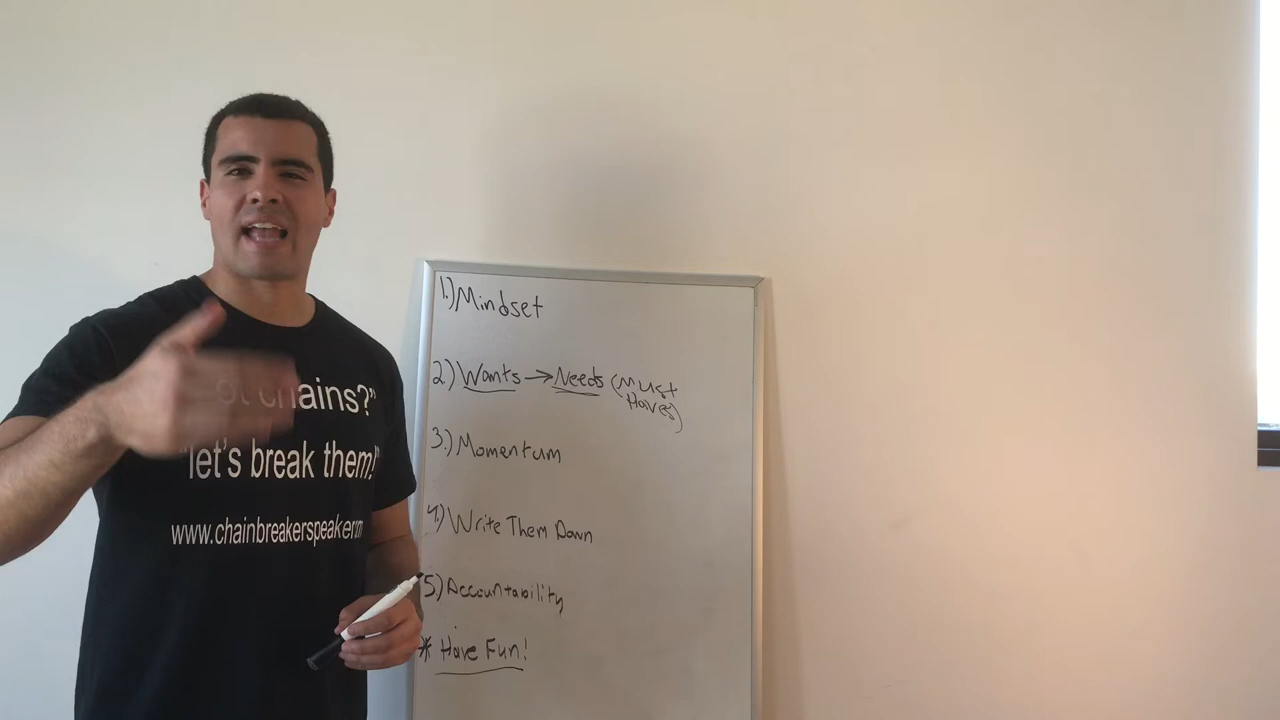 ot chains?"
"let's break them!"
www.chainbreakerspeaker
1.) Mindset
2.) Wants → Needs (Must
Haves)
3.) Momentum
4.) Write Them Down
5.) Accountability
* Have Fun!